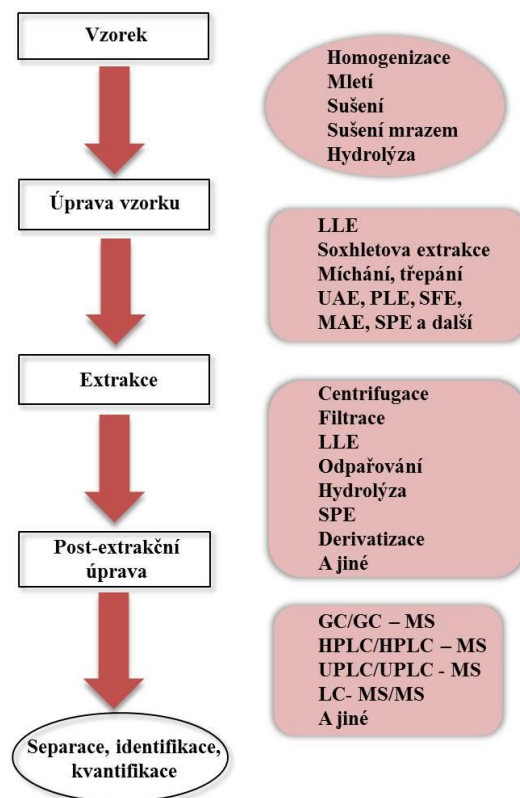 Vzorek
Homogenizace
Mletí
Sušení
Sušení mrazem
Hydrolýza
Úprava vzorku
LLE
Soxhletova extrakce
Míchání, třepání
UAE, PLE, SFE,
MAE, SPE a další
Extrakce
Centrifugace
Filtrace
LLE
Odpařování
Hydrolýza
SPE
Derivatizace
A jiné
Post-extrakční
úprava
GC/GC – MS
HPLC/HPLC – MS
UPLC/UPLC - MS
LC- MS/MS
A jiné
Separace, identifikace,
kvantifikace